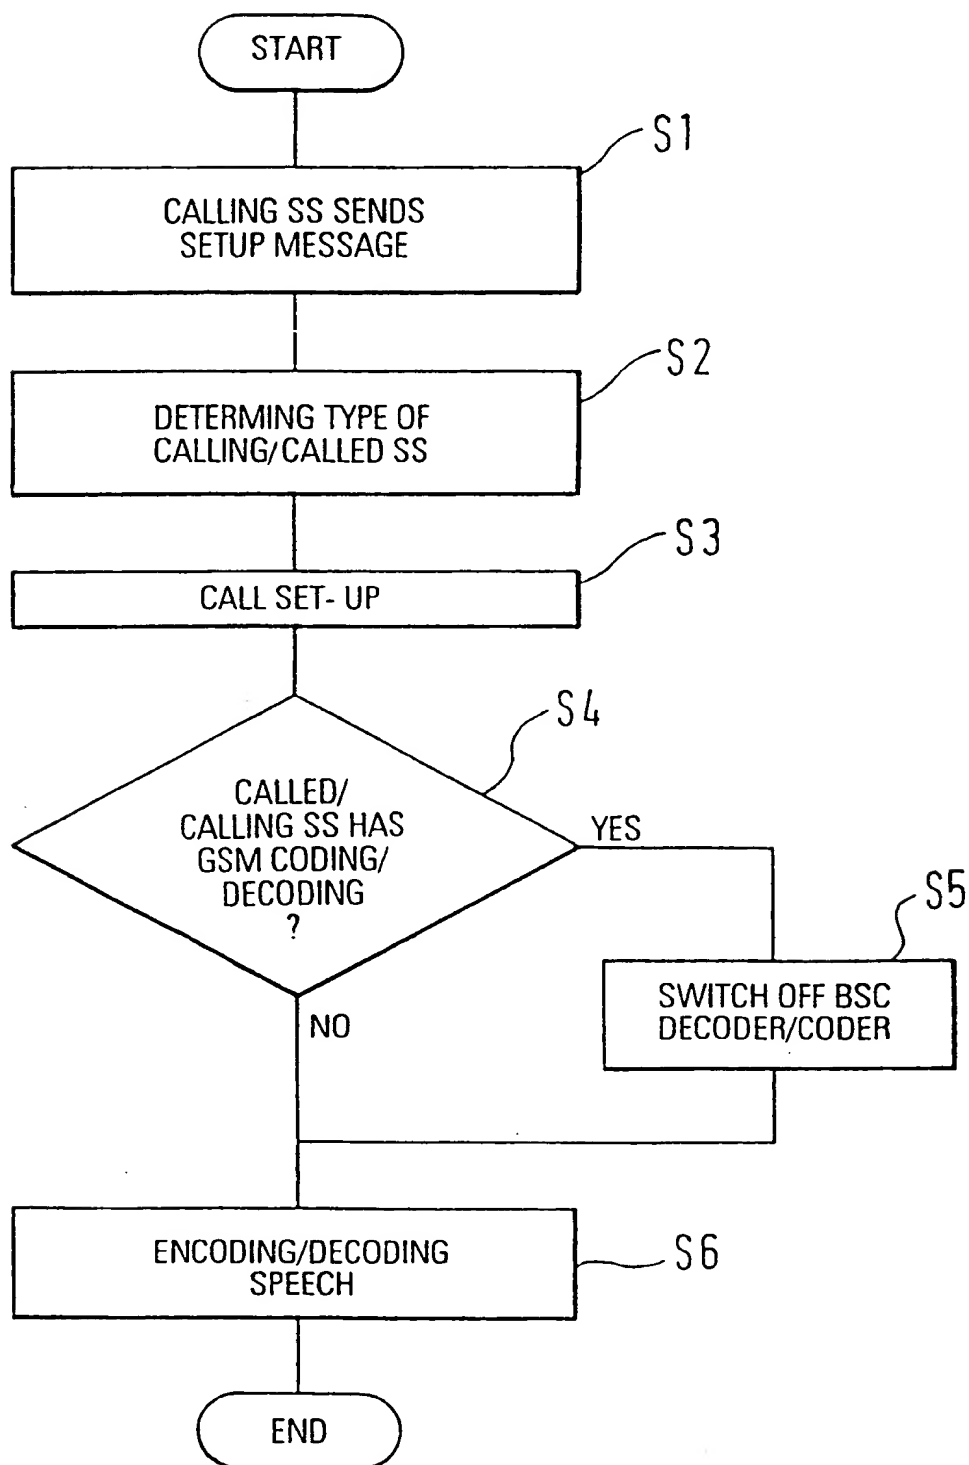 START
S1
CALLING SS SENDS
SETUP MESSAGE
S2
DETERMING TYPE OF
CALLING/CALLED SS
S3
CALL SET-UP
S4
CALLED/
CALLING SS HAS
GSM CODING/
DECODING
?
YES
S5
SWITCH OFF BSC
DECODER/CODER
NO
ENCODING/DECODING
SPEECH
S6
END